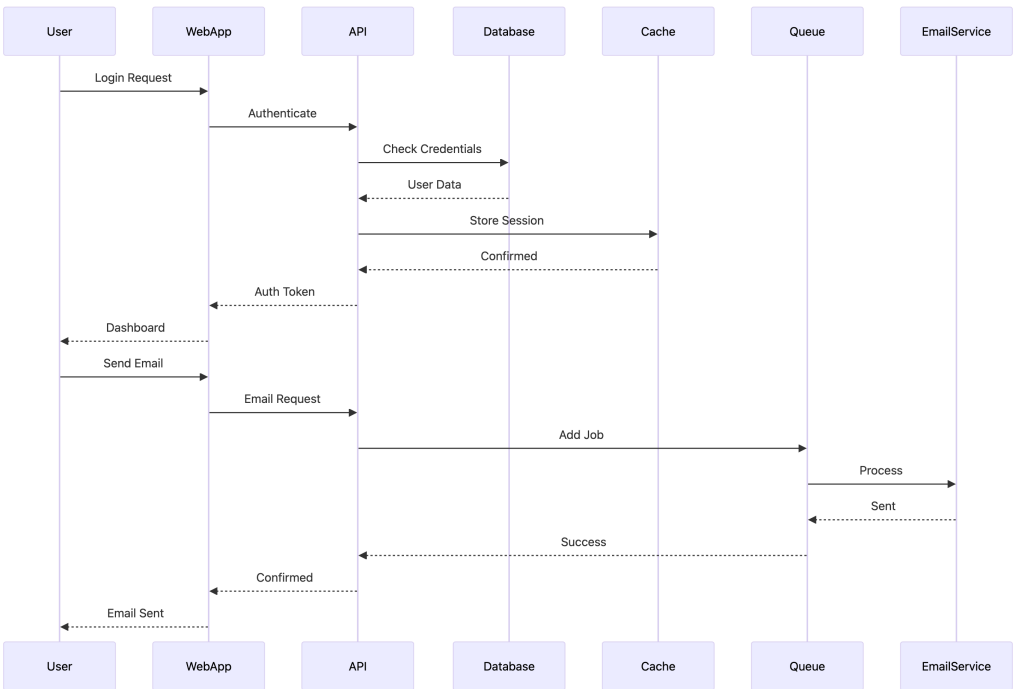 User WebApp API Database Cache Queue EmailService
Login Request
Authenticate
Check Credentials
User Data
Store Session
Confirmed
Auth Token
Dashboard
Send Email
Email Request
Add Job
Process
Sent
Success
Confirmed
Email Sent
User WebApp API Database Cache Queue EmailService